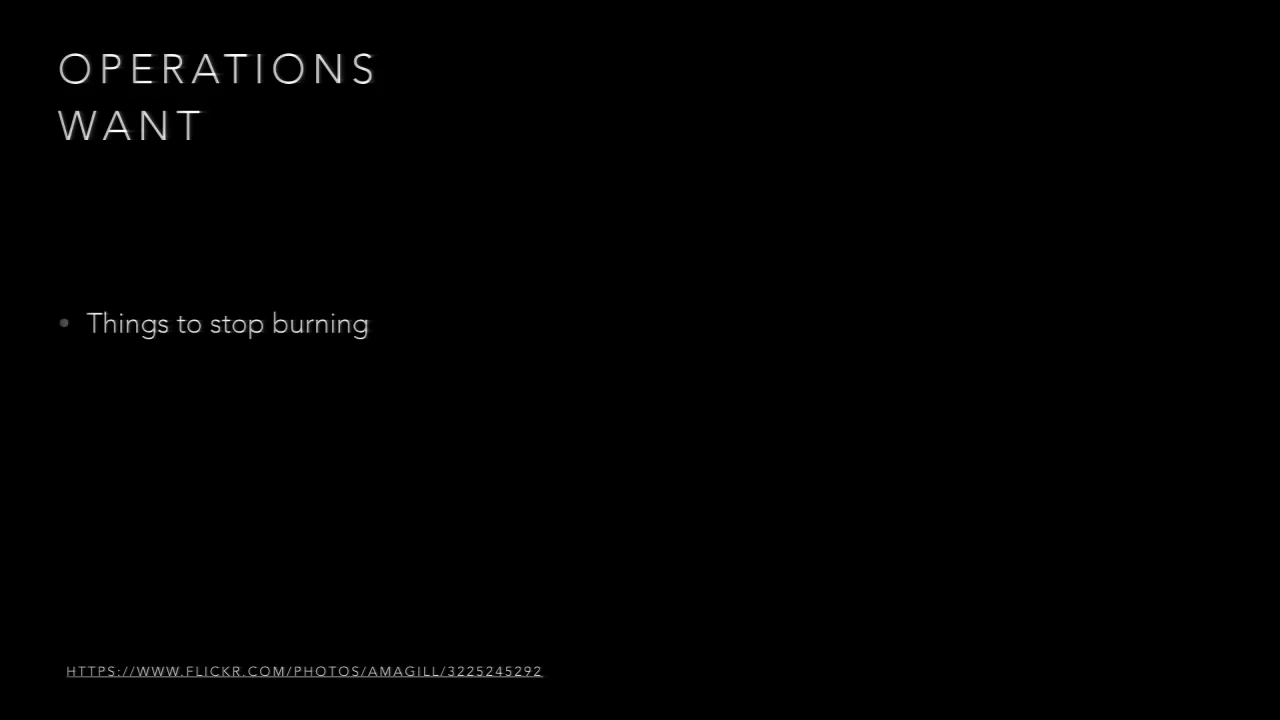 OPERATIONS
WANT
• Things to stop burning
HTTPS://WWW.FLICKR.COM/PHOTOS/AMAGILL/3225245292